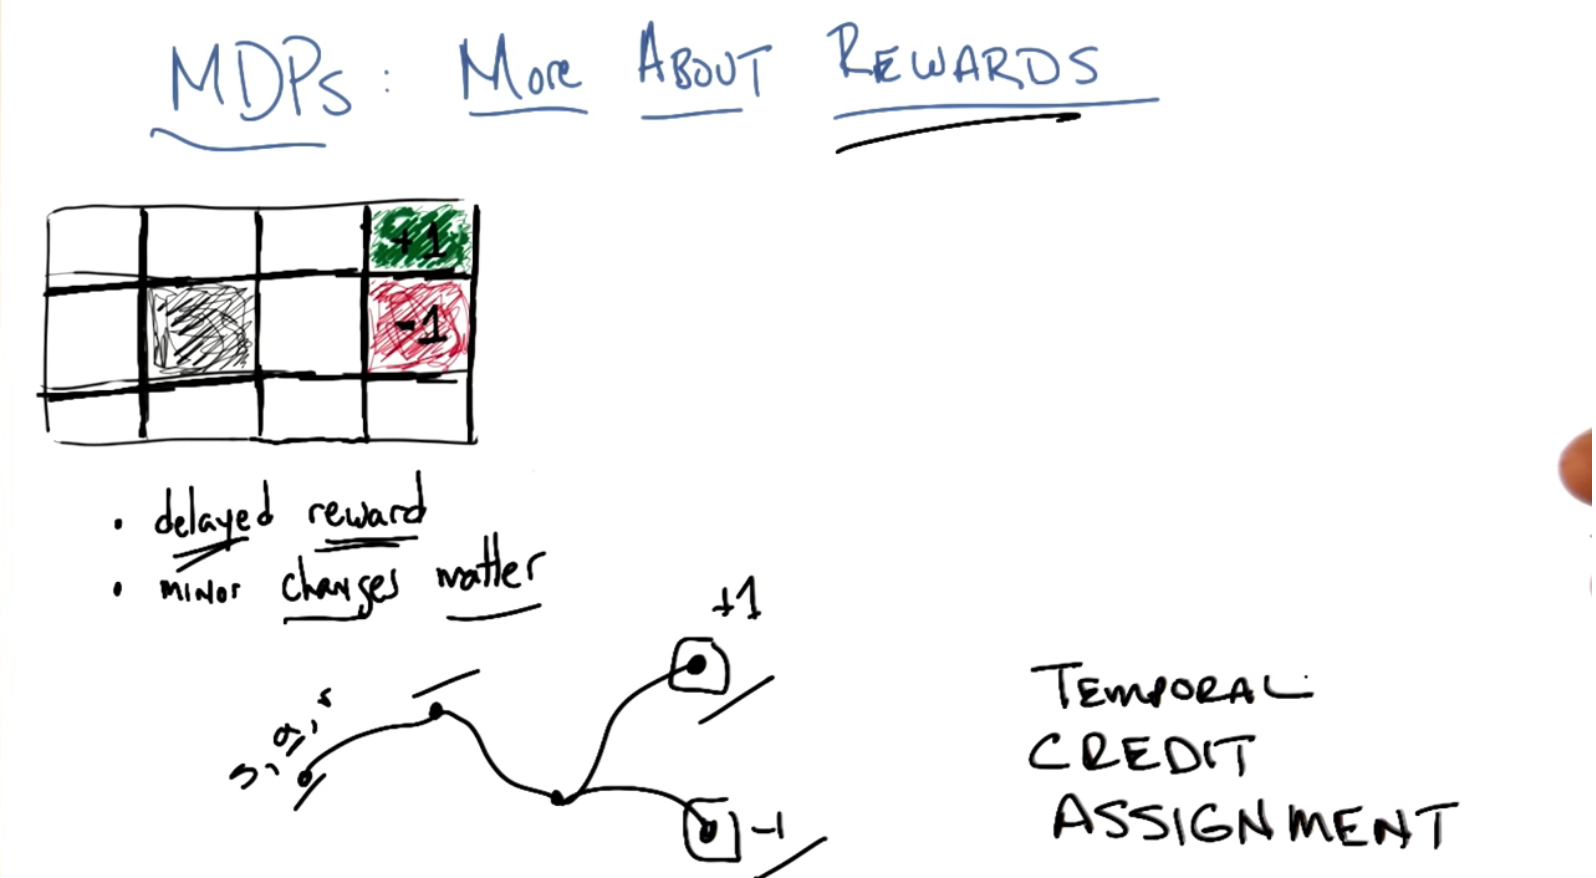 MDPs: More About Rewards
+1
-1
• delayed reward
• minor changes matter
+1
s, a, r
-1
TEMPORAL
CREDIT
ASSIGNMENT